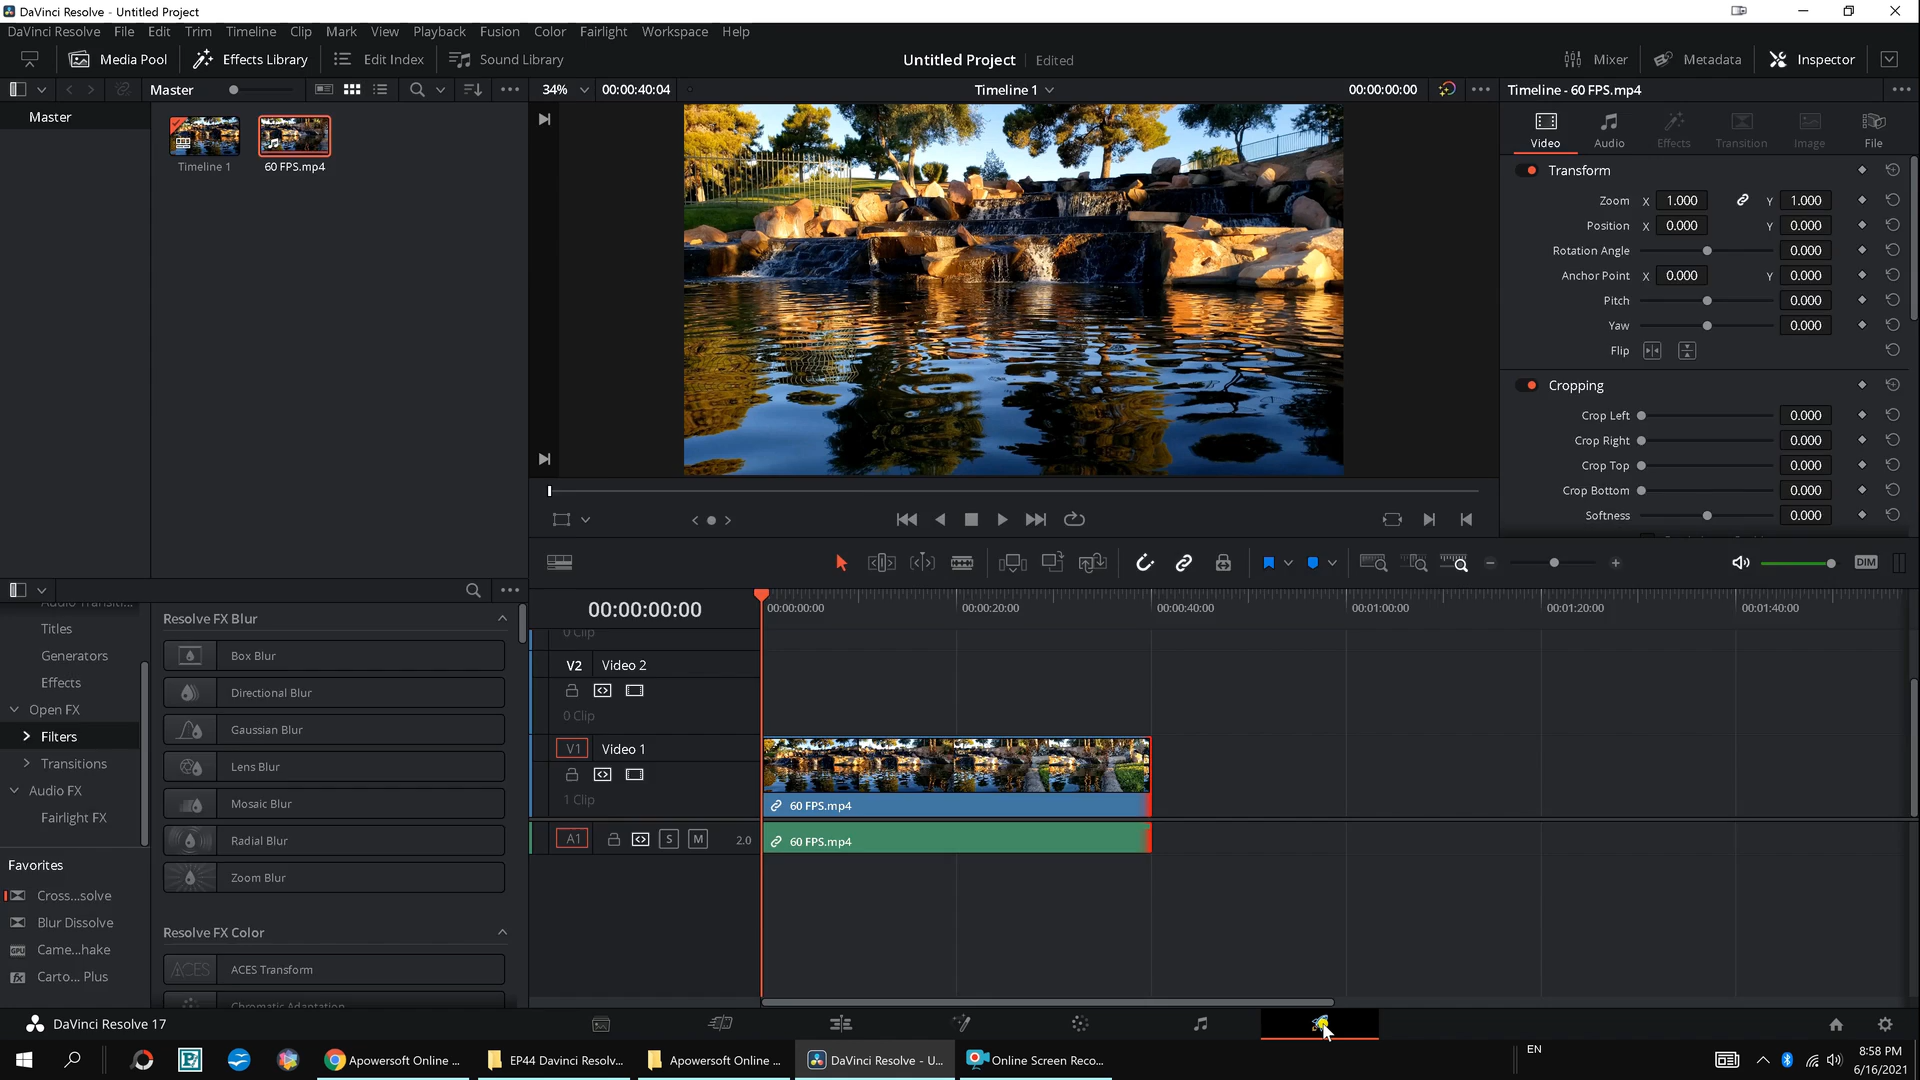 DaVinci Resolve - Untitled Project
DaVinci Resolve File Edit Trim Timeline Clip Mark View Playback Fusion Color Fairlight Workspace Help
Media Pool Effects Library Edit Index Sound Library Untitled Project Edited Mixer Metadata Inspector
Master 34% 00:00:40:04 Timeline 1 00:00:00:00 Timeline - 60 FPS.mp4
Master
Timeline 1 60 FPS.mp4
Video Audio Effects Transition Image File
Transform
Zoom X 1.000 Y 1.000
Position X 0.000 Y 0.000
Rotation Angle 0.000
Anchor Point X 0.000 Y 0.000
Pitch 0.000
Yaw 0.000
Flip
Cropping
Crop Left 0.000
Crop Right 0.000
Crop Top 0.000
Crop Bottom 0.000
Softness 0.000
DIM
Audio Transiti...
Titles
Generators
Effects
Open FX
Filters
Transitions
Audio FX
Fairlight FX
Favorites
Cross...solve
Blur Dissolve
Came...hake
Carto... Plus
Resolve FX Blur
Box Blur
Directional Blur
Gaussian Blur
Lens Blur
Mosaic Blur
Radial Blur
Zoom Blur
Resolve FX Color
ACES ACES Transform
Chromatic Adaptation
00:00:00:00 00:00:00:00 00:00:20:00 00:00:40:00 00:01:00:00 00:01:20:00 00:01:40:00
0 Clip
V2 Video 2
0 Clip
V1 Video 1
1 Clip
60 FPS.mp4
A1 S M 2.0 60 FPS.mp4
DaVinci Resolve 17
Apowersoft Online ... EP44 Davinci Resolv... Apowersoft Online ... DaVinci Resolve - U... Online Screen Reco... EN
8:58 PM
6/16/2021